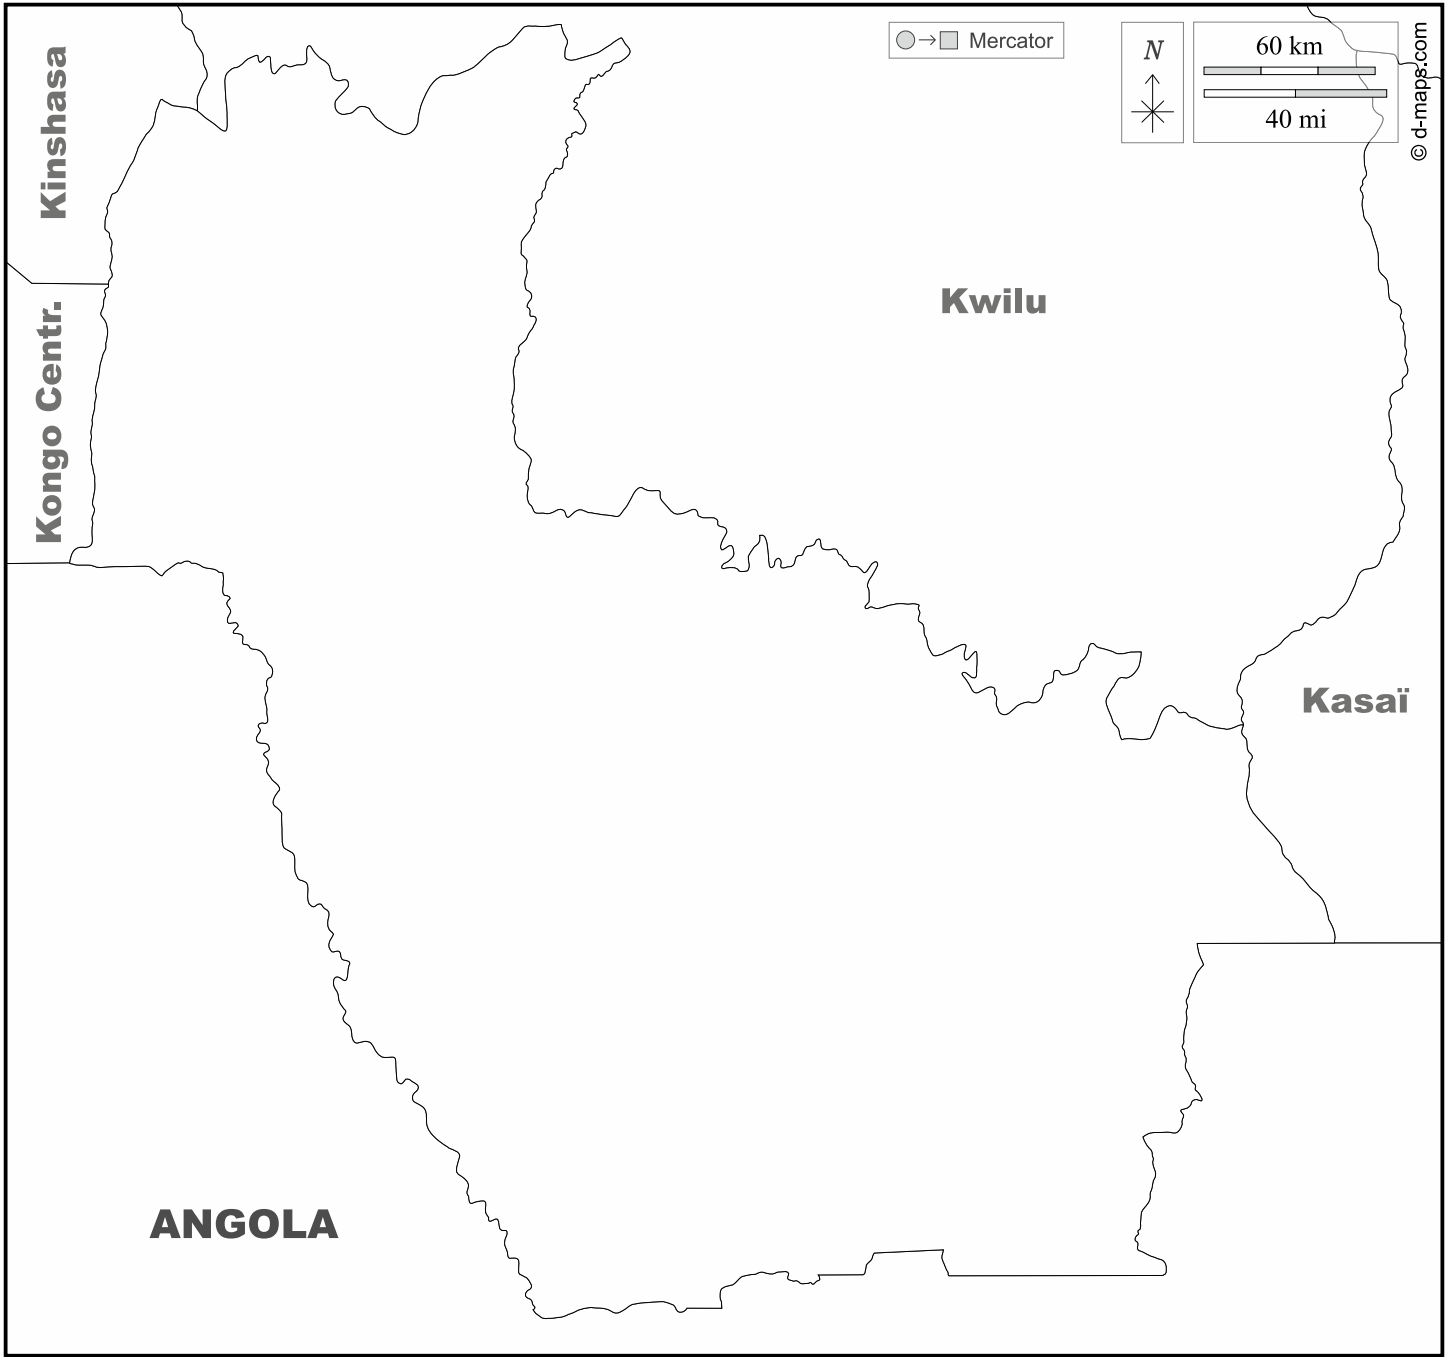 Mercator
N
60 km
40 mi
© d-maps.com
Kinshasa
Kongo Centr.
Kwilu
Kasaï
ANGOLA